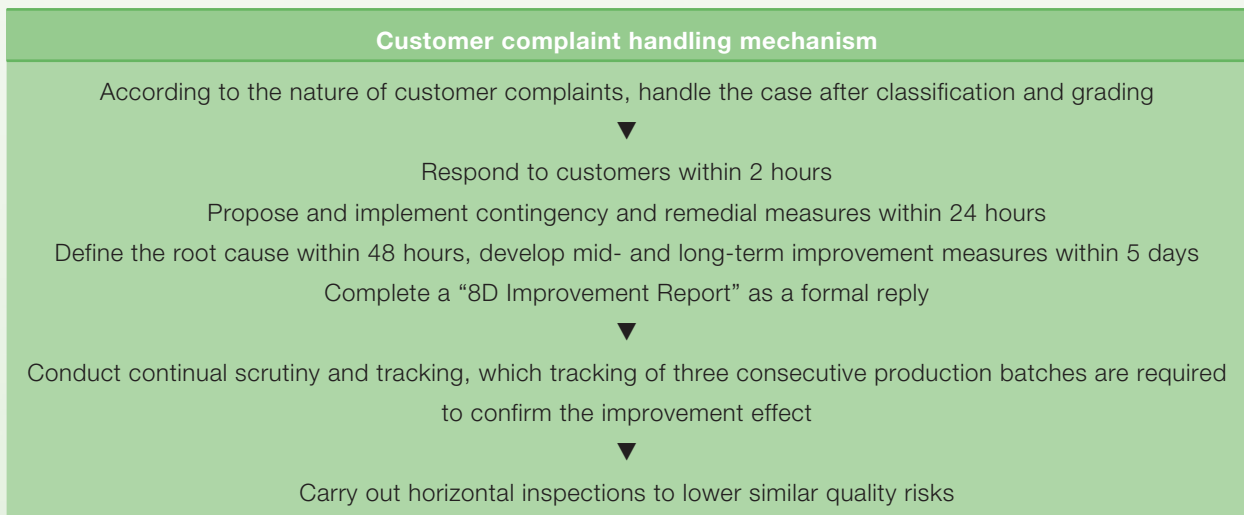 Customer complaint handling mechanism
According to the nature of customer complaints, handle the case after classification and grading
▼
Respond to customers within 2 hours
Propose and implement contingency and remedial measures within 24 hours
Define the root cause within 48 hours, develop mid- and long-term improvement measures within 5 days
Complete a “8D Improvement Report” as a formal reply
▼
Conduct continual scrutiny and tracking, which tracking of three consecutive production batches are required
to confirm the improvement effect
▼
Carry out horizontal inspections to lower similar quality risks